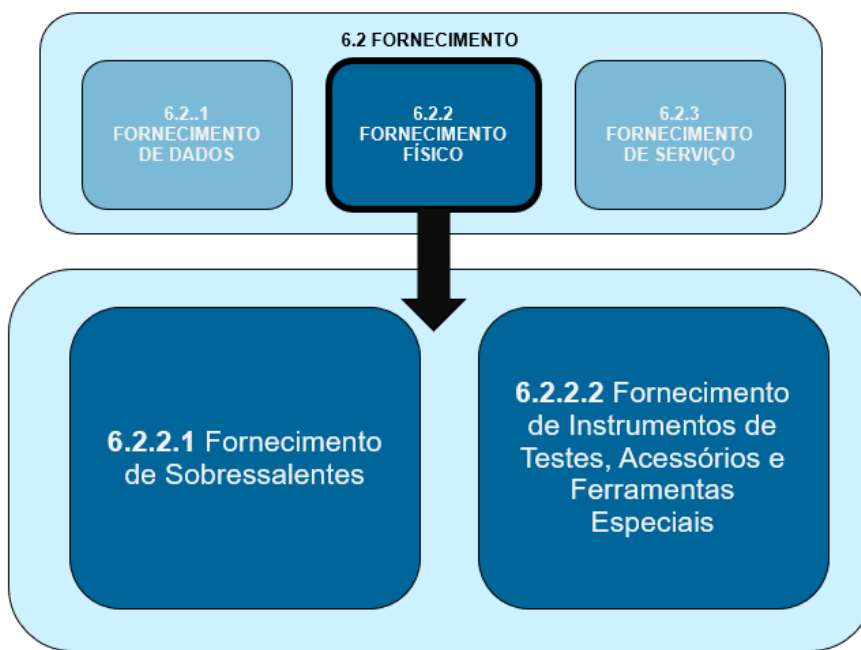 6.2 FORNECIMENTO
6.2..1
FORNECIMENTO
DE DADOS
6.2.2
FORNECIMENTO
FÍSICO
6.2.3
FORNECIMENTO
DE SERVIÇO
6.2.2.1 Fornecimento
de Sobressalentes
6.2.2.2 Fornecimento
de Instrumentos de
Testes, Acessórios e
Ferramentas
Especiais